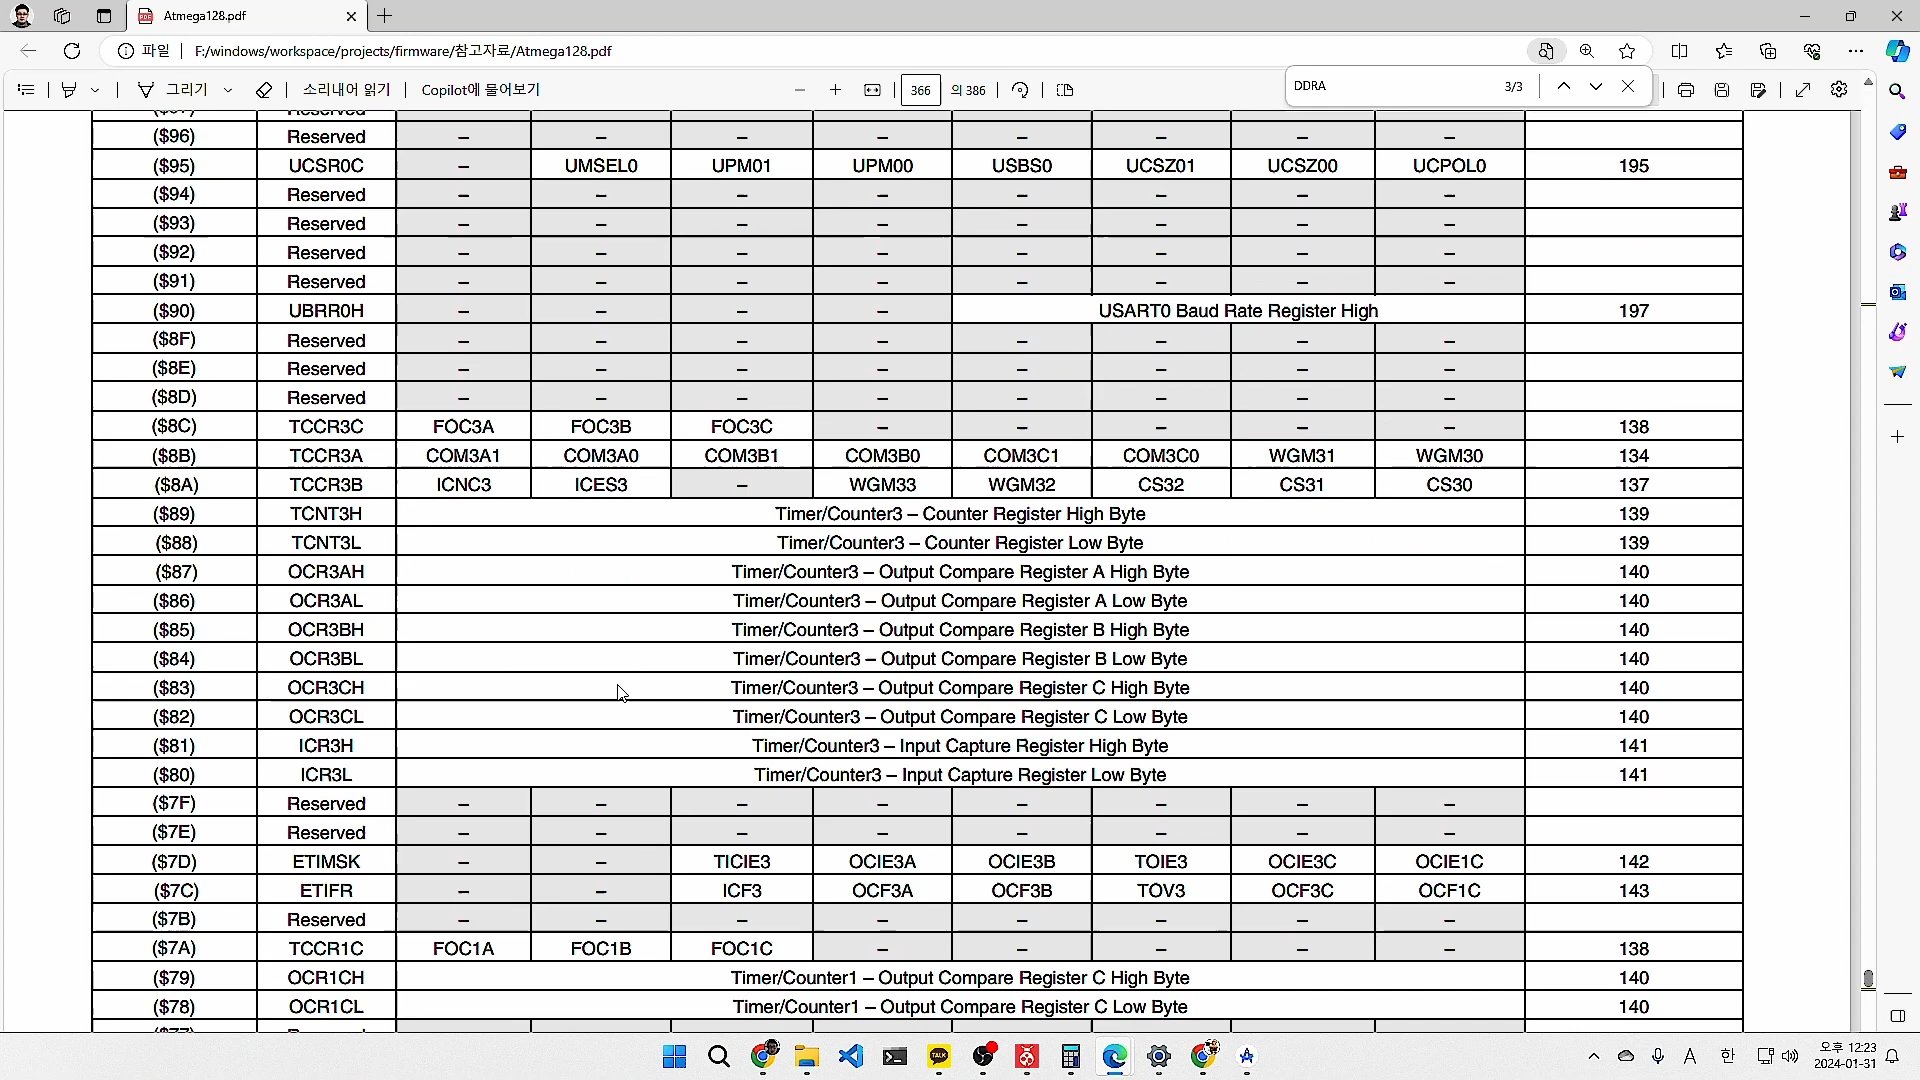 Atmega128.pdf
파일 F:/windows/workspace/projects/firmware/참고자료/Atmega128.pdf
그리기 소리내어 읽기 Copilot에 물어보기 366 의 386 DDRA 3/3
($96) Reserved – – – – – – – –
($95) UCSR0C – UMSEL0 UPM01 UPM00 USBS0 UCSZ01 UCSZ00 UCPOL0 195
($94) Reserved – – – – – – – –
($93) Reserved – – – – – – – –
($92) Reserved – – – – – – – –
($91) Reserved – – – – – – – –
($90) UBRR0H – – – – USART0 Baud Rate Register High 197
($8F) Reserved – – – – – – – –
($8E) Reserved – – – – – – – –
($8D) Reserved – – – – – – – –
($8C) TCCR3C FOC3A FOC3B FOC3C – – – – – 138
($8B) TCCR3A COM3A1 COM3A0 COM3B1 COM3B0 COM3C1 COM3C0 WGM31 WGM30 134
($8A) TCCR3B ICNC3 ICES3 – WGM33 WGM32 CS32 CS31 CS30 137
($89) TCNT3H Timer/Counter3 – Counter Register High Byte 139
($88) TCNT3L Timer/Counter3 – Counter Register Low Byte 139
($87) OCR3AH Timer/Counter3 – Output Compare Register A High Byte 140
($86) OCR3AL Timer/Counter3 – Output Compare Register A Low Byte 140
($85) OCR3BH Timer/Counter3 – Output Compare Register B High Byte 140
($84) OCR3BL Timer/Counter3 – Output Compare Register B Low Byte 140
($83) OCR3CH Timer/Counter3 – Output Compare Register C High Byte 140
($82) OCR3CL Timer/Counter3 – Output Compare Register C Low Byte 140
($81) ICR3H Timer/Counter3 – Input Capture Register High Byte 141
($80) ICR3L Timer/Counter3 – Input Capture Register Low Byte 141
($7F) Reserved – – – – – – – –
($7E) Reserved – – – – – – – –
($7D) ETIMSK – – TICIE3 OCIE3A OCIE3B TOIE3 OCIE3C OCIE1C 142
($7C) ETIFR – – ICF3 OCF3A OCF3B TOV3 OCF3C OCF1C 143
($7B) Reserved – – – – – – – –
($7A) TCCR1C FOC1A FOC1B FOC1C – – – – – 138
($79) OCR1CH Timer/Counter1 – Output Compare Register C High Byte 140
($78) OCR1CL Timer/Counter1 – Output Compare Register C Low Byte 140
TALK
A 한 오후 12:23
2024-01-31